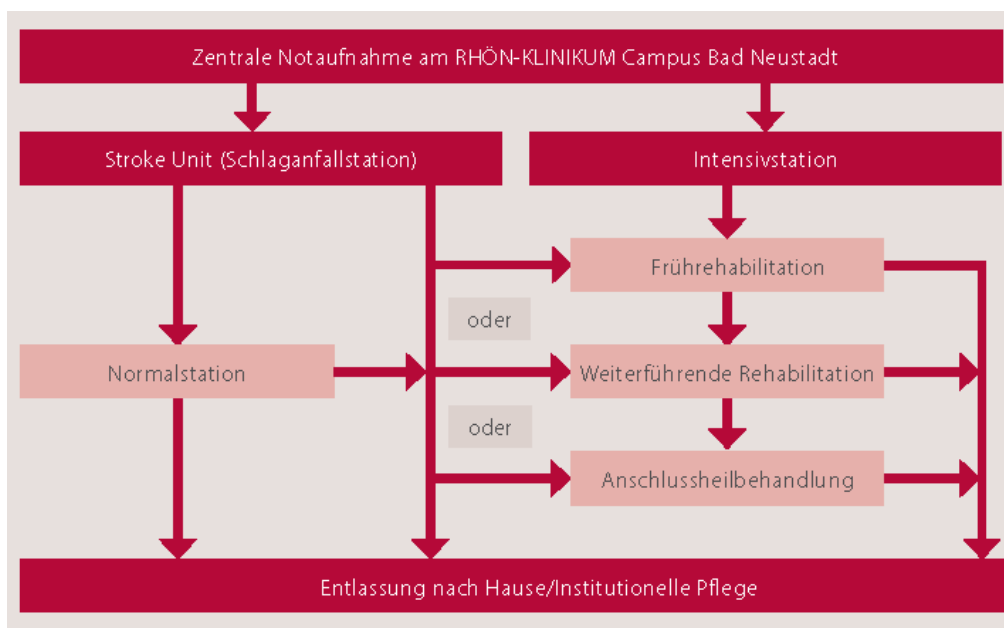 Zentrale Notaufnahme am RHÖN-KLINIKUM Campus Bad Neustadt
Stroke Unit (Schlaganfallstation)
Intensivstation
Frührehabilitation
oder
Normalstation
Weiterführende Rehabilitation
oder
Anschlussheilbehandlung
Entlassung nach Hause/Institutionelle Pflege